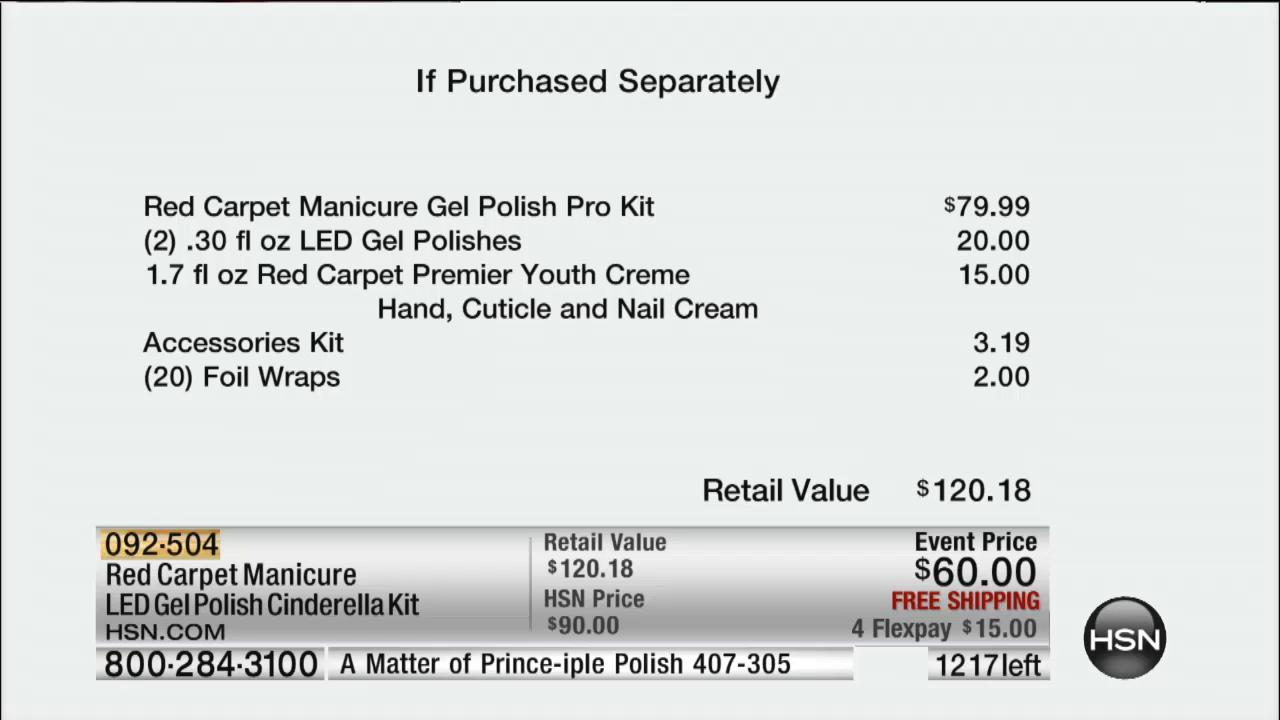 If Purchased Separately
Red Carpet Manicure Gel Polish Pro Kit $79.99
(2) .30 fl oz LED Gel Polishes 20.00
1.7 fl oz Red Carpet Premier Youth Creme 15.00
Hand, Cuticle and Nail Cream
Accessories Kit 3.19
(20) Foil Wraps 2.00
Retail Value $120.18
092·504
Red Carpet Manicure
LED Gel Polish Cinderella Kit
HSN.COM
Retail Value
$120.18
HSN Price
$90.00
Event Price
$60.00
FREE SHIPPING
4 Flexpay $15.00
800·284·3100
A Matter of Prince-iple Polish 407-305
1217 left
HSN